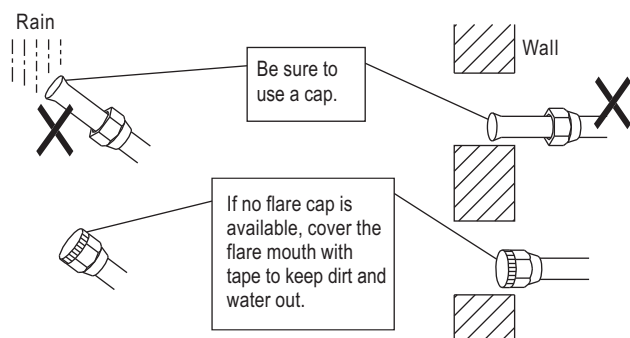 Rain
Wall
Be sure to
use a cap.
If no flare cap is
available, cover the
flare mouth with
tape to keep dirt and
water out.